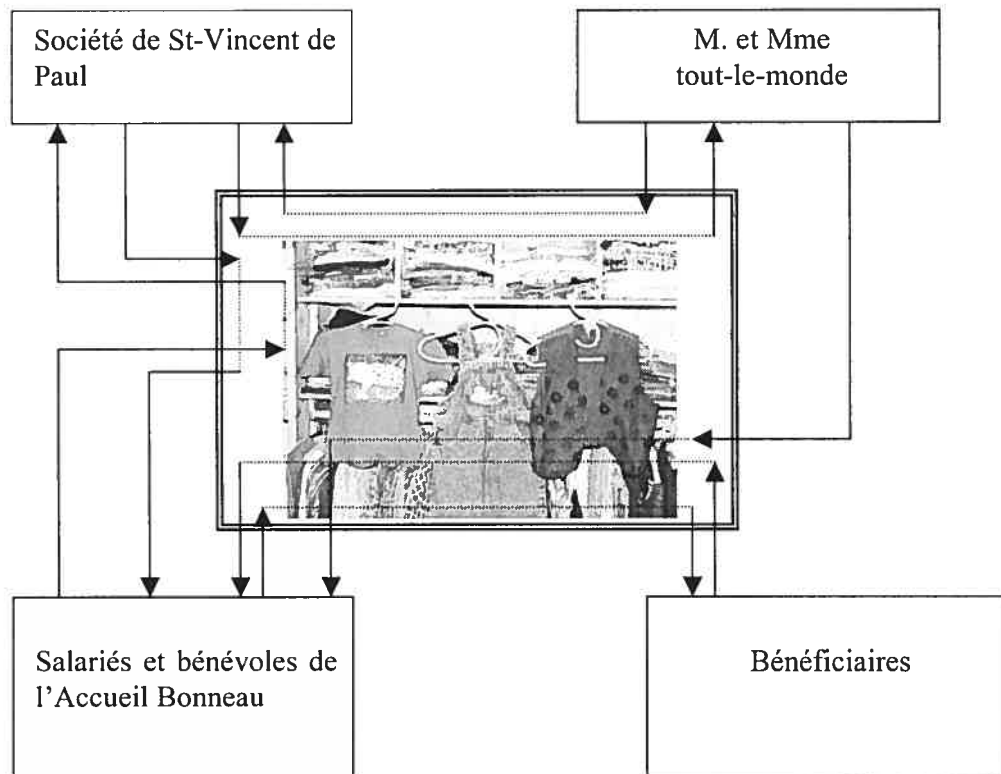 Société de St-Vincent de
Paul
M. et Mme
tout-le-monde
Salariés et bénévoles de
l'Accueil Bonneau
Bénéficiaires